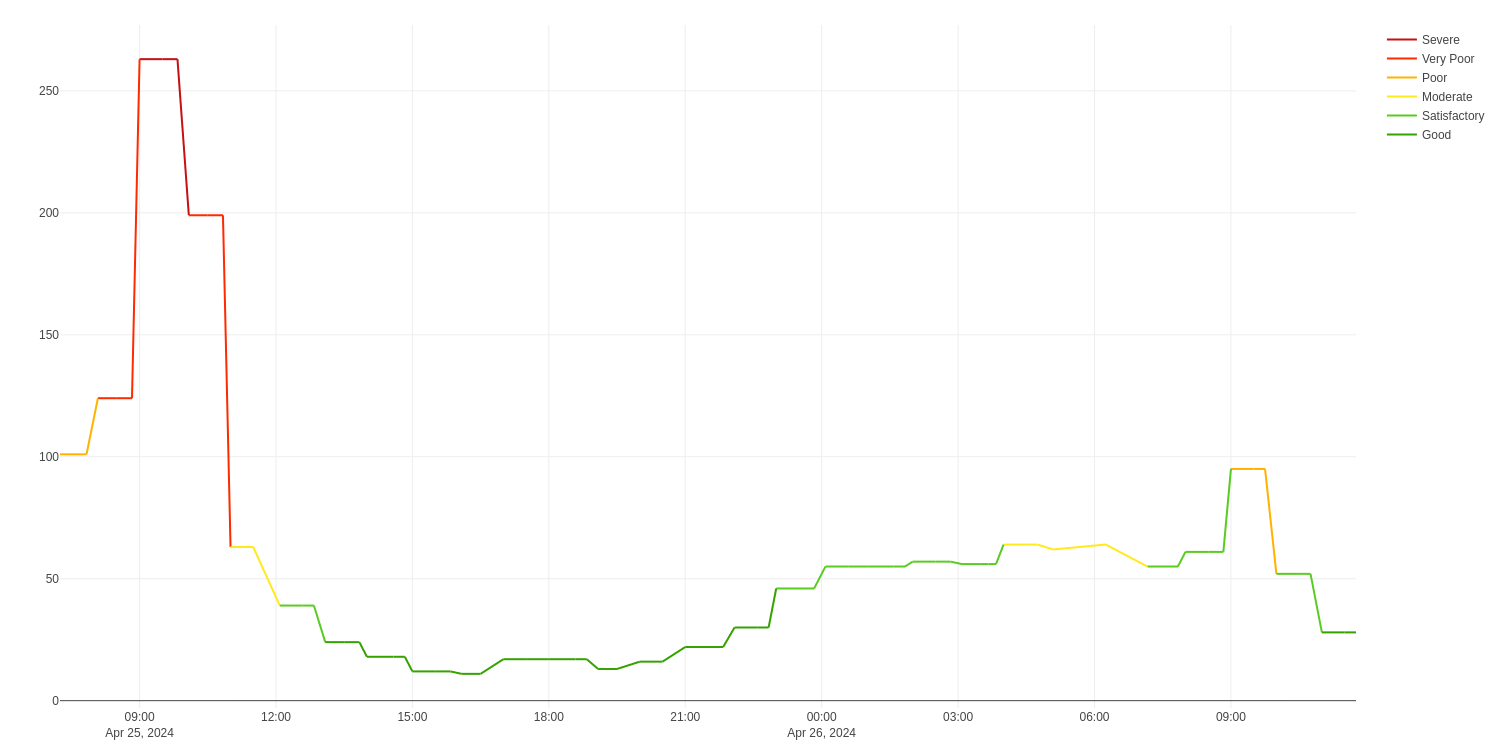 250
200
150
100
50
0
09:00
Apr 25, 2024
12:00
15:00
18:00
21:00
00:00
Apr 26, 2024
03:00
06:00
09:00
Severe
Very Poor
Poor
Moderate
Satisfactory
Good